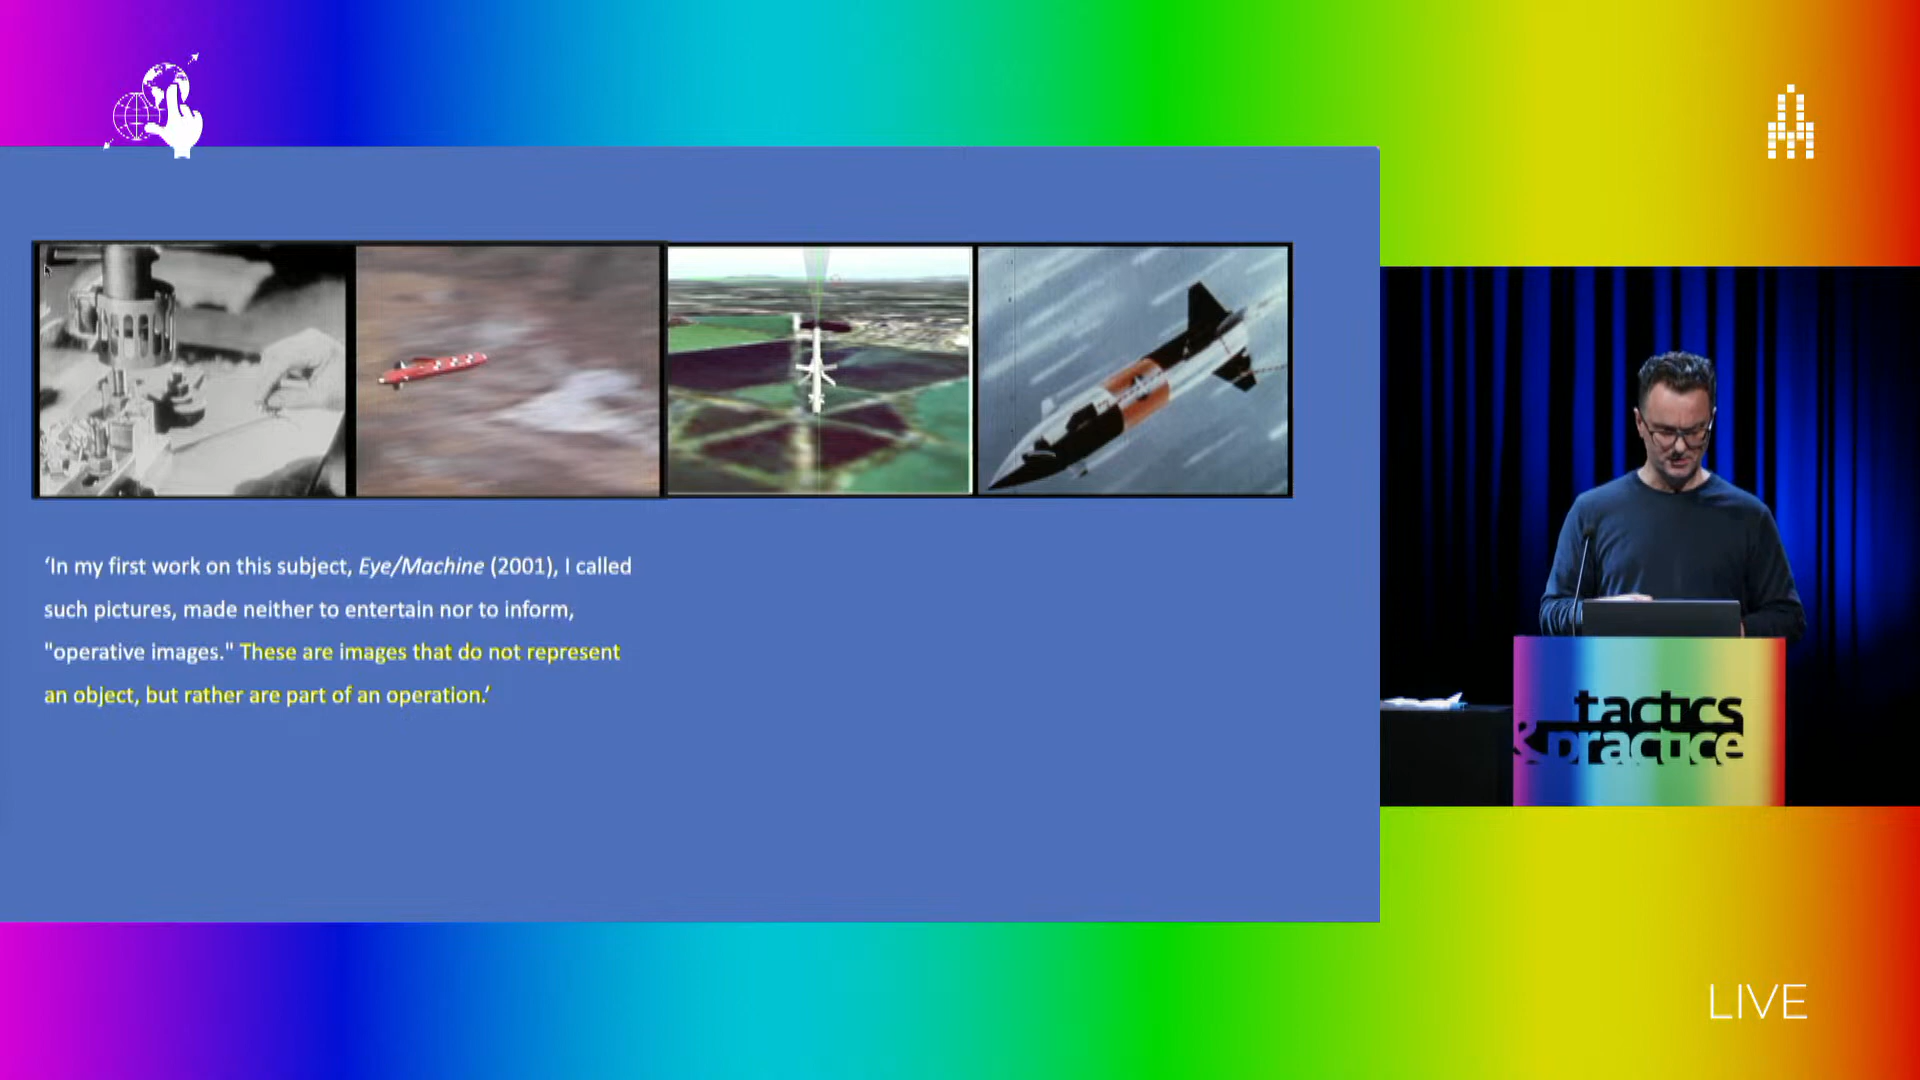 ‘In my first work on this subject, Eye/Machine (2001), I called
such pictures, made neither to entertain nor to inform,
"operative images." These are images that do not represent
an object, but rather are part of an operation.’
tactics
& practice
LIVE